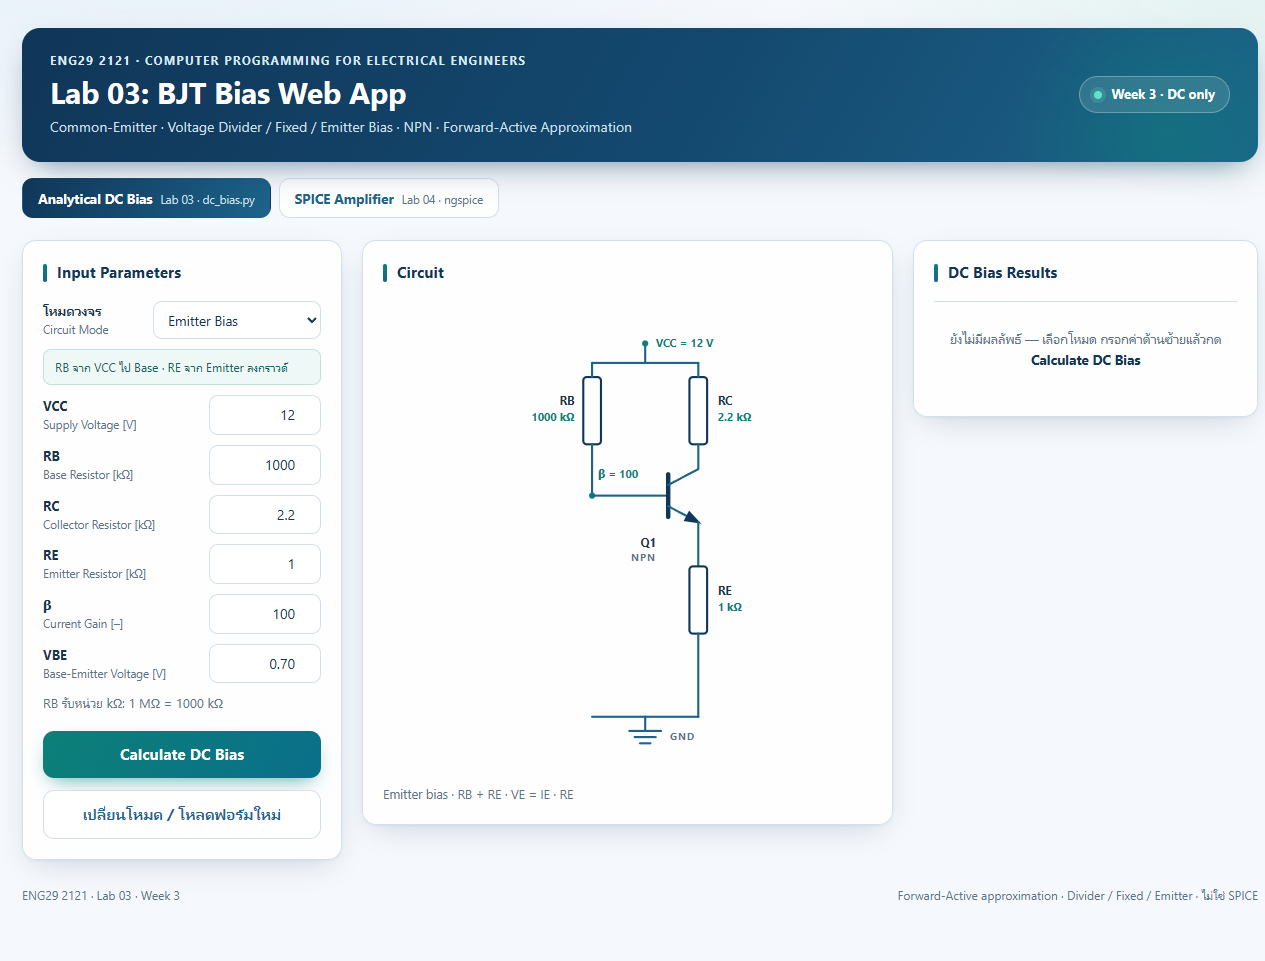 ENG29 2121 · COMPUTER PROGRAMMING FOR ELECTRICAL ENGINEERS
Lab 03: BJT Bias Web App
Common-Emitter · Voltage Divider / Fixed / Emitter Bias · NPN · Forward-Active Approximation
Week 3 · DC only
Analytical DC Bias Lab 03 · dc_bias.py
SPICE Amplifier Lab 04 · ngspice
Input Parameters
โหมดวงจร
Circuit Mode
Emitter Bias
RB จาก VCC ไป Base · RE จาก Emitter ลงกราวด์
VCC
Supply Voltage [V]
12
RB
Base Resistor [kΩ]
1000
RC
Collector Resistor [kΩ]
2.2
RE
Emitter Resistor [kΩ]
1
β
Current Gain [–]
100
VBE
Base-Emitter Voltage [V]
0.70
RB รับหน่วย kΩ: 1 MΩ = 1000 kΩ
Calculate DC Bias
เปลี่ยนโหมด / โหลดฟอร์มใหม่
Circuit
VCC = 12 V
RB
1000 kΩ
RC
2.2 kΩ
β = 100
Q1
NPN
RE
1 kΩ
GND
Emitter bias · RB + RE · VE = IE · RE
DC Bias Results
ยังไม่มีผลลัพธ์ — เลือกโหมด กรอกค่าด้านซ้ายแล้วกด
Calculate DC Bias
ENG29 2121 · Lab 03 · Week 3
Forward-Active approximation · Divider / Fixed / Emitter · ไม่ใช่ SPICE